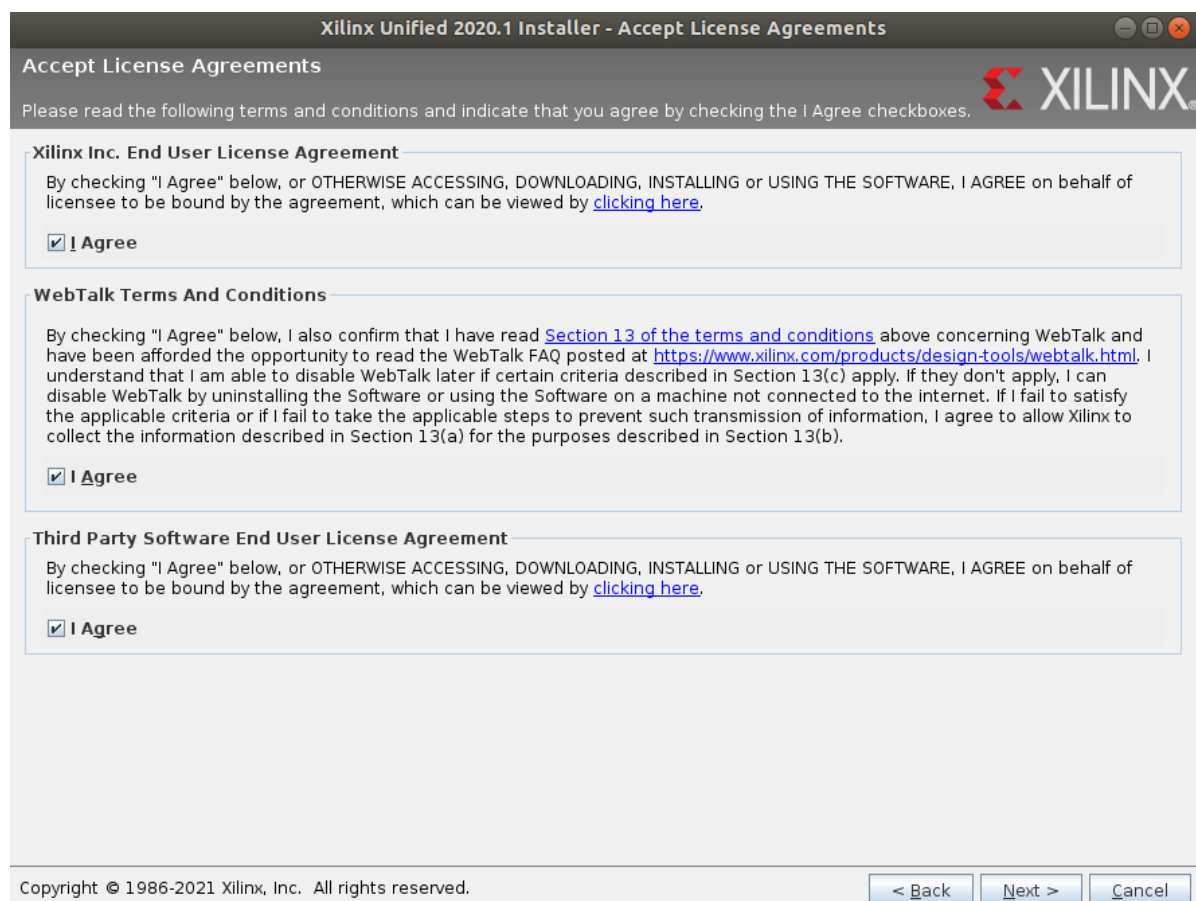 Xilinx Unified 2020.1 Installer - Accept License Agreements
Accept License Agreements
XILINX®
Please read the following terms and conditions and indicate that you agree by checking the I Agree checkboxes.
Xilinx Inc. End User License Agreement
By checking "I Agree" below, or OTHERWISE ACCESSING, DOWNLOADING, INSTALLING or USING THE SOFTWARE, I AGREE on behalf of
licensee to be bound by the agreement, which can be viewed by clicking here.
I Agree
WebTalk Terms And Conditions
By checking "I Agree" below, I also confirm that I have read Section 13 of the terms and conditions above concerning WebTalk and
have been afforded the opportunity to read the WebTalk FAQ posted at https://www.xilinx.com/products/design-tools/webtalk.html. I
understand that I am able to disable WebTalk later if certain criteria described in Section 13(c) apply. If they don't apply, I can
disable WebTalk by uninstalling the Software or using the Software on a machine not connected to the internet. If I fail to satisfy
the applicable criteria or if I fail to take the applicable steps to prevent such transmission of information, I agree to allow Xilinx to
collect the information described in Section 13(a) for the purposes described in Section 13(b).
I Agree
Third Party Software End User License Agreement
By checking "I Agree" below, or OTHERWISE ACCESSING, DOWNLOADING, INSTALLING or USING THE SOFTWARE, I AGREE on behalf of
licensee to be bound by the agreement, which can be viewed by clicking here.
I Agree
Copyright © 1986-2021 Xilinx, Inc. All rights reserved.
< Back
Next >
Cancel